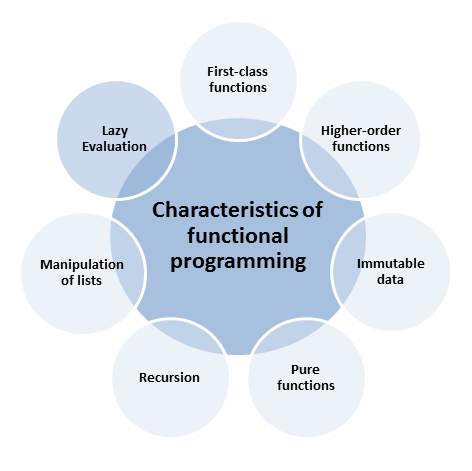 First-class
functions
Higher-order
functions
Immutable
data
Pure
functions
Recursion
Manipulation
of lists
Lazy
Evaluation
Characteristics of
functional
programming